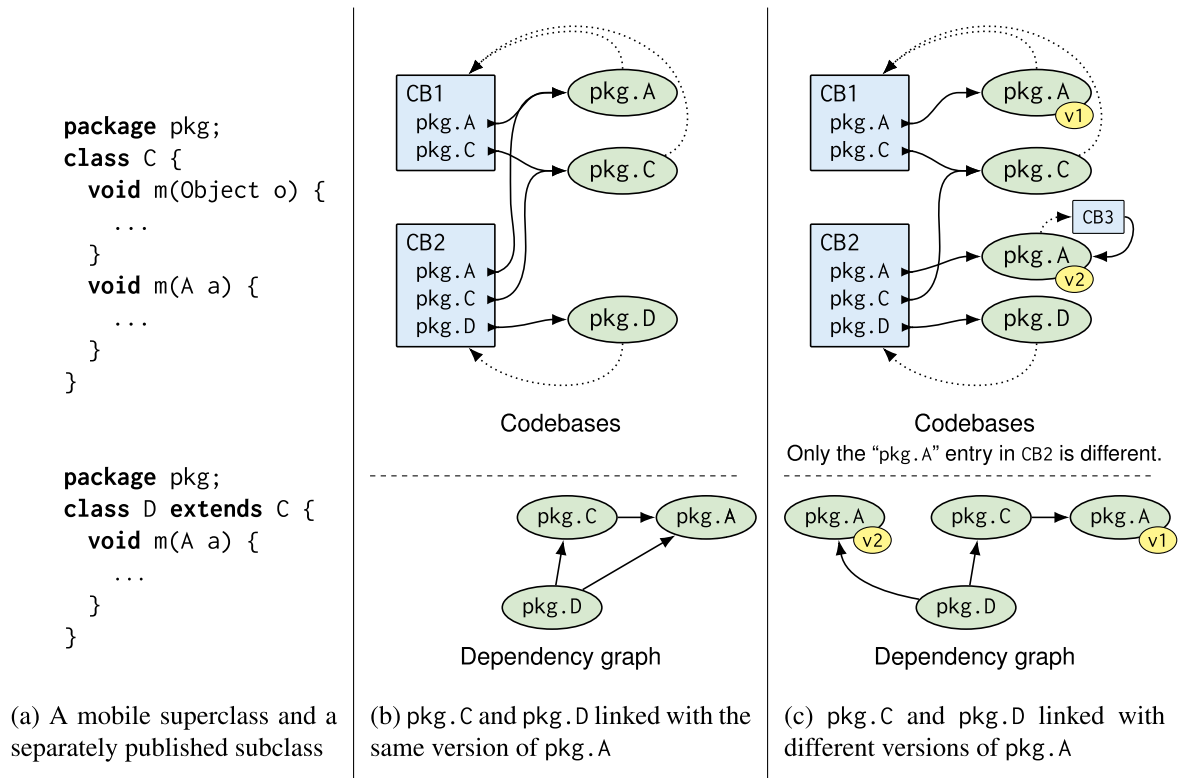 package pkg;
class C {
void m(Object o) {
...
}
void m(A a) {
...
}
}
package pkg;
class D extends C {
void m(A a) {
...
}
}
(a) A mobile superclass and a
separately published subclass
CB1
pkg.A
pkg.C
CB2
pkg.A
pkg.C
pkg.D
pkg.A
pkg.C
pkg.D
Codebases
pkg.C
pkg.A
pkg.D
Dependency graph
(b) pkg.C and pkg.D linked with the
same version of pkg.A
CB1
pkg.A
pkg.C
CB2
pkg.A
pkg.C
pkg.D
pkg.A
v1
pkg.C
CB3
pkg.A
v2
pkg.D
Codebases
Only the “pkg.A” entry in CB2 is different.
pkg.A
v2
pkg.C
pkg.A
v1
pkg.D
Dependency graph
(c) pkg.C and pkg.D linked with
different versions of pkg.A